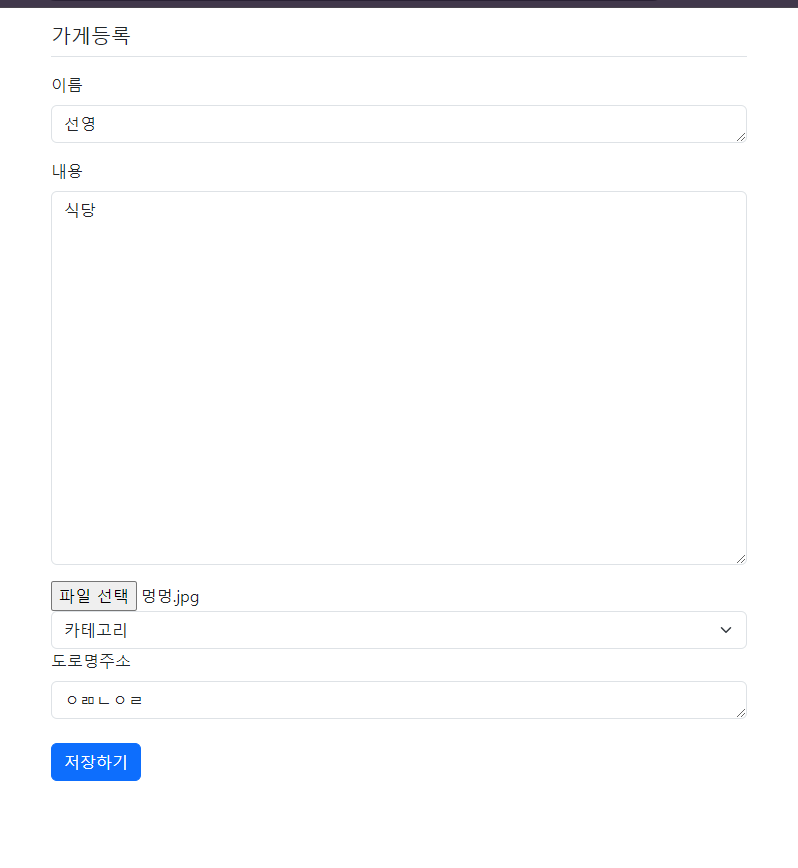 가게등록
이름
선영
내용
식당
파일 선택 멍멍.jpg
카테고리
도로명주소
ㅇㄻㄴㅇㄹ
저장하기